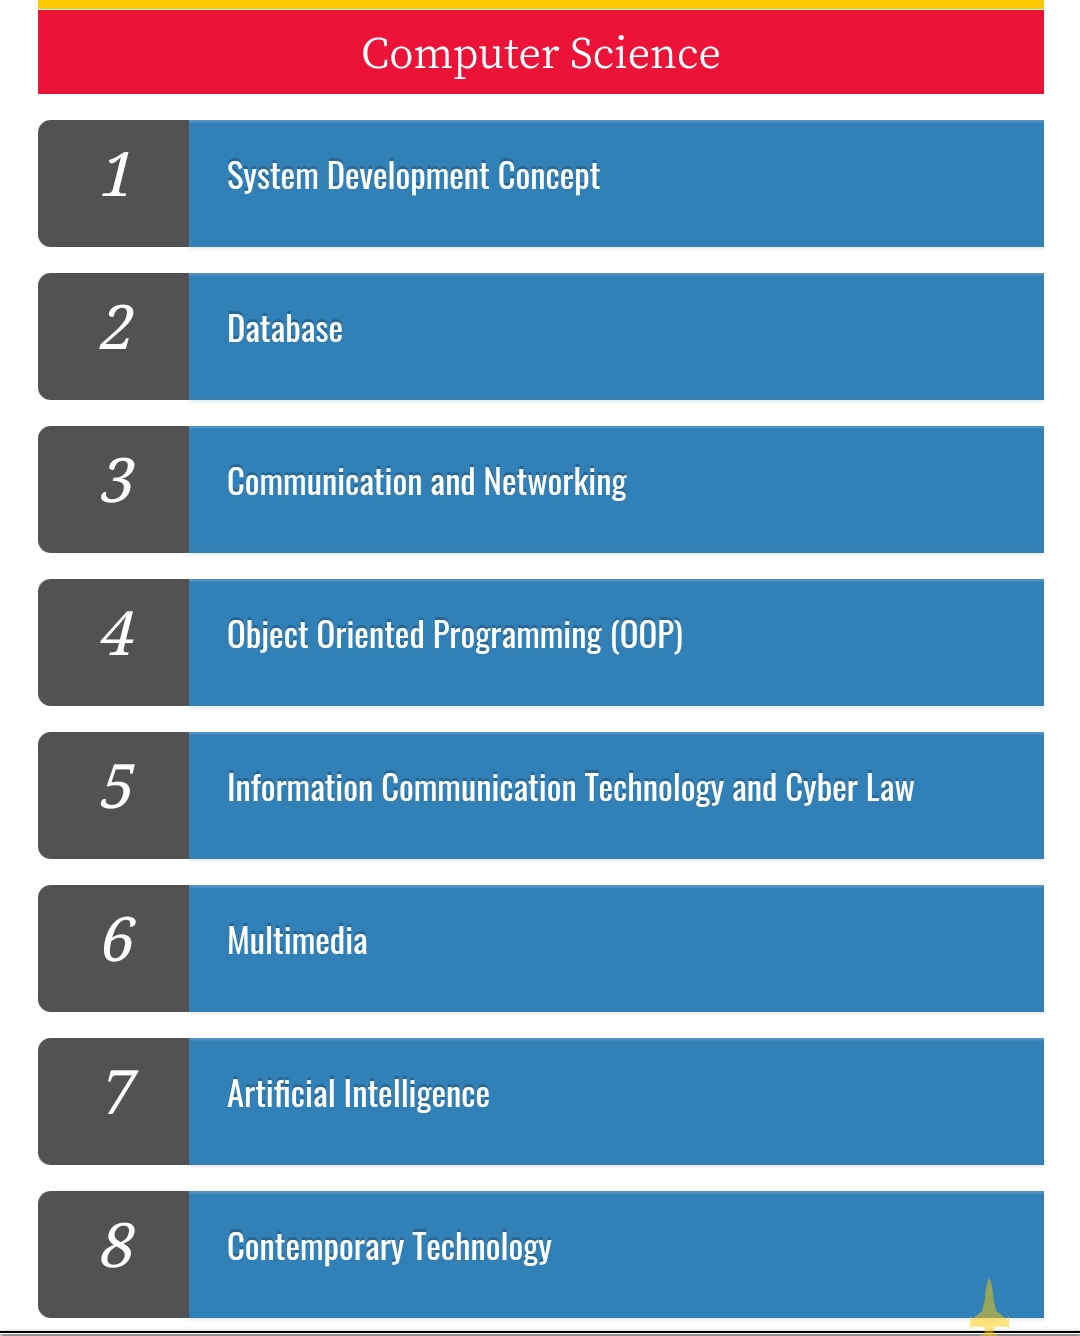 Computer Science
1 System Development Concept
2 Database
3 Communication and Networking
4 Object Oriented Programming (OOP)
5 Information Communication Technology and Cyber Law
6 Multimedia
7 Artificial Intelligence
8 Contemporary Technology